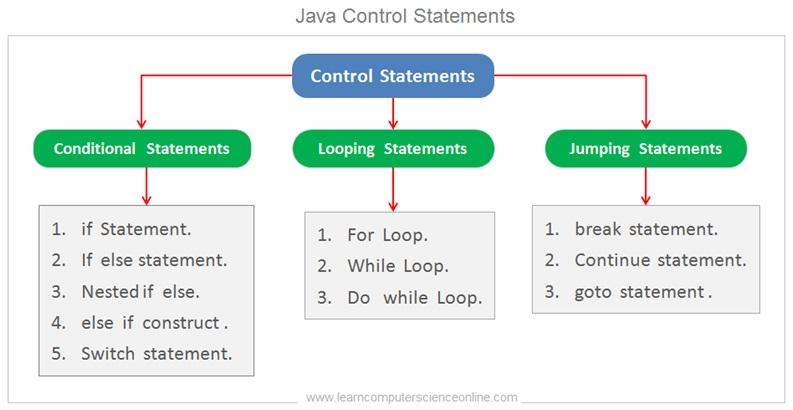 Java Control Statements
Control Statements
Conditional Statements
Looping Statements
Jumping Statements
1. if Statement.
2. If else statement.
3. Nested if else.
4. else if construct .
5. Switch statement.
1. For Loop.
2. While Loop.
3. Do while Loop.
1. break statement.
2. Continue statement.
3. goto statement .
www.learncomputerscienceonline.com